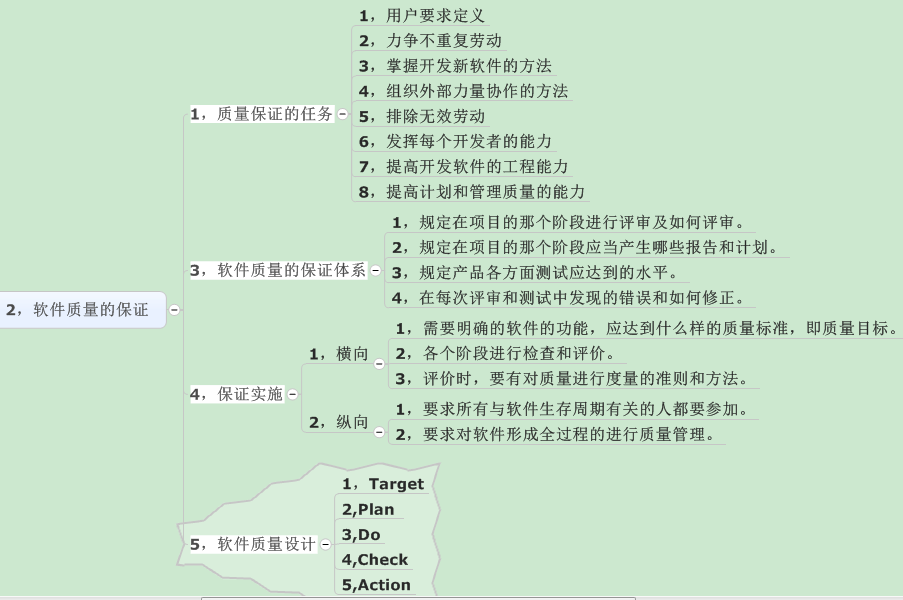 2，软件质量的保证
1，质量保证的任务
1，用户要求定义
2，力争不重复劳动
3，掌握开发新软件的方法
4，组织外部力量协作的方法
5，排除无效劳动
6，发挥每个开发者的能力
7，提高开发软件的工程能力
8，提高计划和管理质量的能力
3，软件质量的保证体系
1，规定在项目的那个阶段进行评审及如何评审。
2，规定在项目的那个阶段应当产生哪些报告和计划。
3，规定产品各方面测试应达到的水平。
4，在每次评审和测试中发现的错误和如何修正。
4，保证实施
1，横向
1，需要明确的软件的功能，应达到什么样的质量标准，即质量目标。
2，各个阶段进行检查和评价。
3，评价时，要有对质量进行度量的准则和方法。
2，纵向
1，要求所有与软件生存周期有关的人都要参加。
2，要求对软件形成全过程的进行质量管理。
5，软件质量设计
1，Target
2,Plan
3,Do
4,Check
5,Action